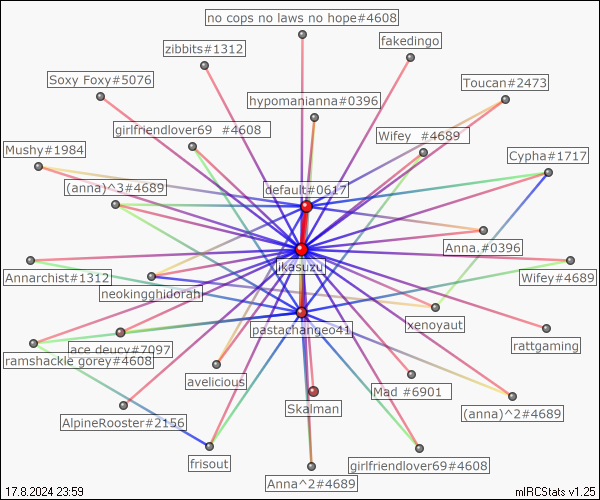 no cops no laws no hope#4608
fakedingo
zibbits#1312
Soxy Foxy#5076
Toucan#2473
hypomanianna#0396
girlfriendlover69 #4608
Wifey #4689
Mushy#1984
Cypha#1717
(anna)^3#4689
default#0617
Anna.#0396
ikasuzu
Annarchist#1312
Wifey#4689
neokingghidorah
xenoyaut
pastachangeo41
rattgaming
ace deucy#7097
ramshackle gorey#4608
avelicious
Mad #6901
Skalman
(anna)^2#4689
AlpineRooster#2156
frisout
girlfriendlover69#4608
Anna^2#4689
17.8.2024 23:59
mIRCStats v1.25